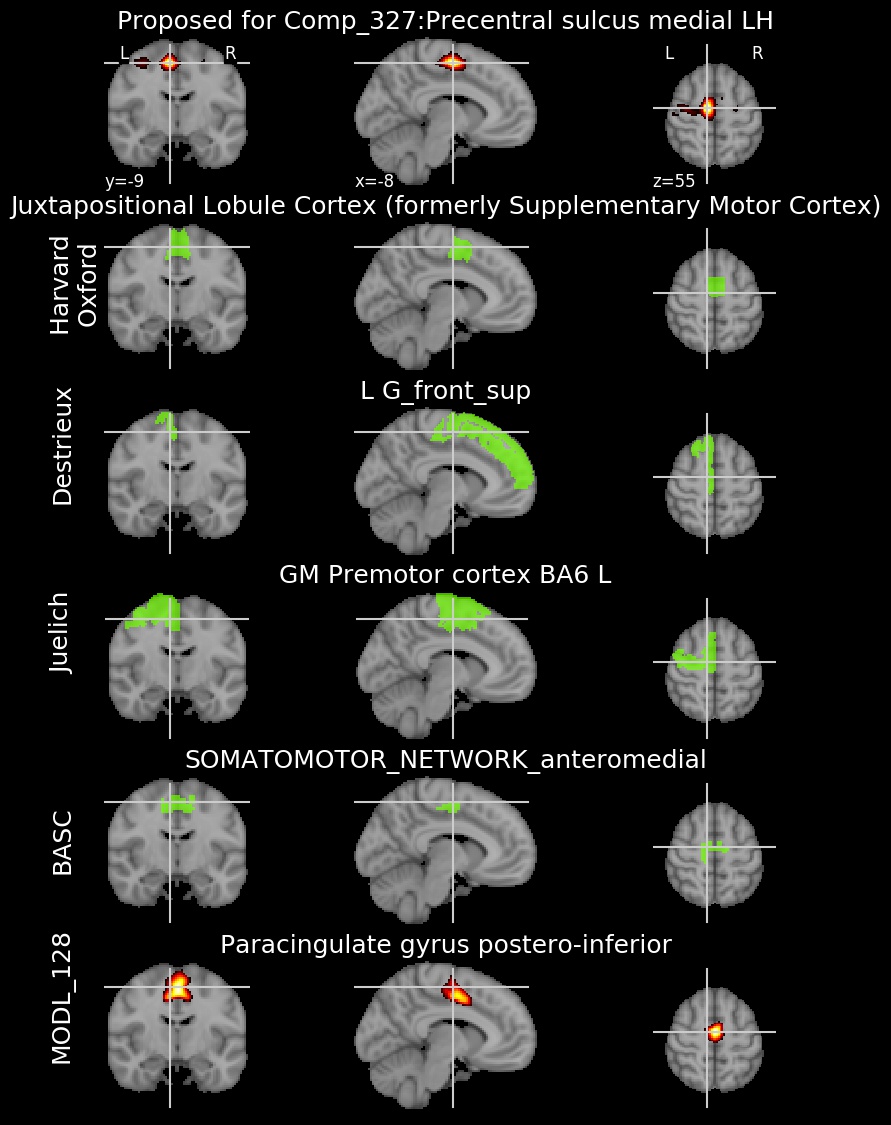 Proposed for Comp_327:Precentral sulcus medial LH
L R
L R
y=-9
x=-8
z=55
Juxtapositional Lobule Cortex (formerly Supplementary Motor Cortex)
Harvard
Oxford
L G_front_sup
Destrieux
GM Premotor cortex BA6 L
Juelich
SOMATOMOTOR_NETWORK_anteromedial
BASC
Paracingulate gyrus postero-inferior
MODL_128